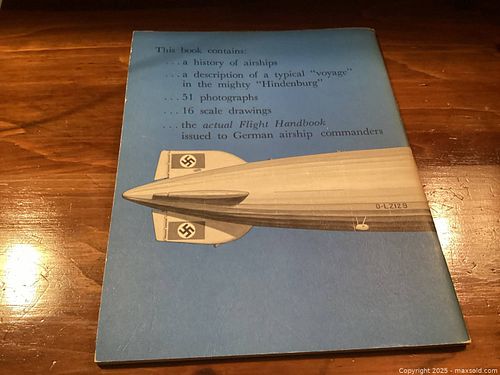 This book contains:
... a history of airships
... a description of a typical "voyage"
in the mighty "Hindenburg"
... 51 photographs
... 16 scale drawings
... the actual Flight Handbook
issued to German airship commanders
D-LZ129
Copyright 2025 - maxsold.com